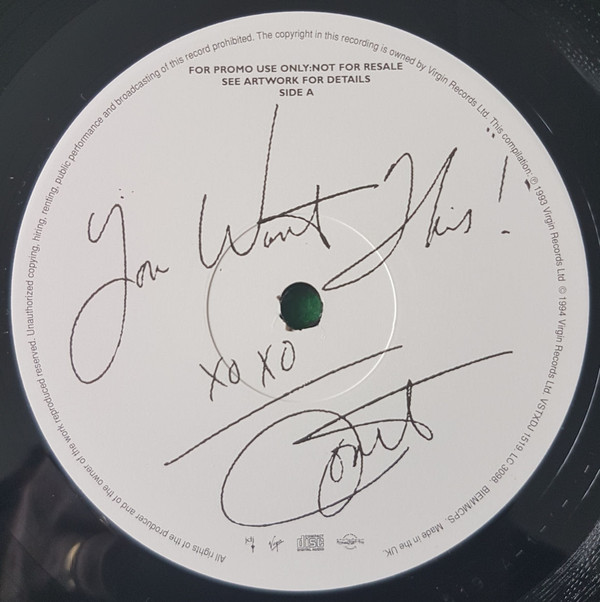 All rights of the producer and of the owner of the work reproduced reserved. Unauthorized copying, hiring, renting, public performance and broadcasting of this record prohibited. The copyright in this recording is owned by Virgin Records Ltd. This compilation: ℗ 1993 Virgin Records Ltd © 1994 Virgin Records Ltd. VSTXDJ 1519. LC 3098. BIEM/MCPS. Made in the UK.
FOR PROMO USE ONLY:NOT FOR RESALE
SEE ARTWORK FOR DETAILS
SIDE A
You Want This!
XOXO
Virgin
disc